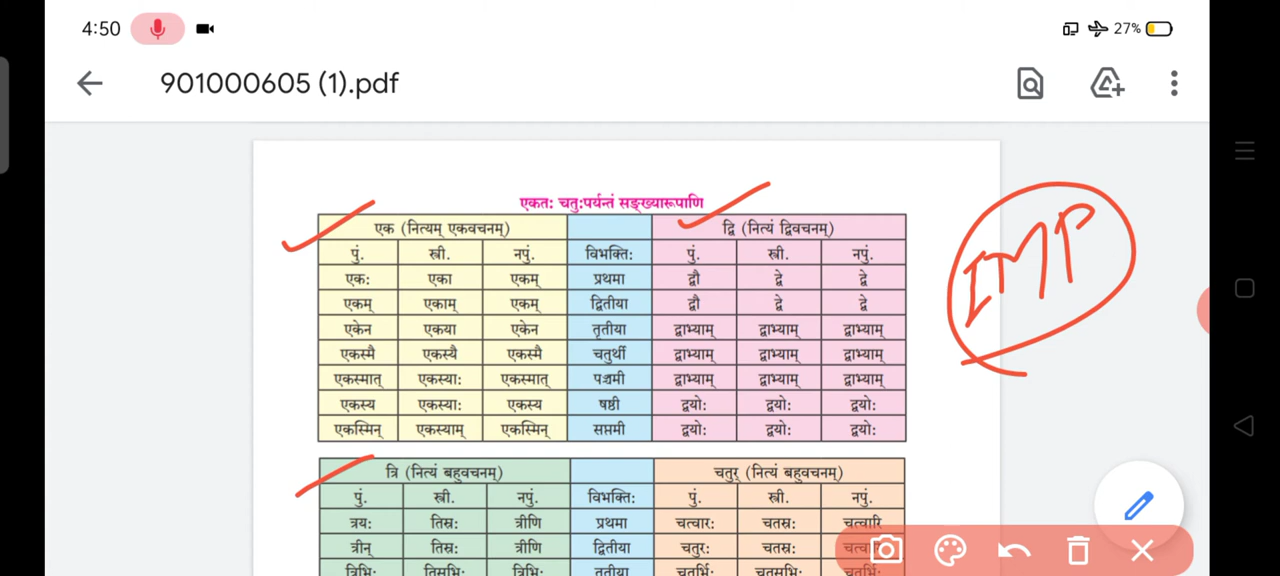 4:50 27%
901000605 (1).pdf
एकत: चतु:पर्यन्तं सङ्ख्यारूपाणि
एक (नित्यम् एकवचनम्) द्वि (नित्यं द्विवचनम्)
पुं. स्त्री. नपुं. विभक्ति: पुं. स्त्री. नपुं.
एक: एका एकम् प्रथमा द्वौ द्वे द्वे
एकम् एकाम् एकम् द्वितीया द्वौ द्वे द्वे
एकेन एकया एकेन तृतीया द्वाभ्याम् द्वाभ्याम् द्वाभ्याम्
एकस्मै एकस्यै एकस्मै चतुर्थी द्वाभ्याम् द्वाभ्याम् द्वाभ्याम्
एकस्मात् एकस्या: एकस्मात् पञ्चमी द्वाभ्याम् द्वाभ्याम् द्वाभ्याम्
एकस्य एकस्या: एकस्य षष्ठी द्वयो: द्वयो: द्वयो:
एकस्मिन् एकस्याम् एकस्मिन् सप्तमी द्वयो: द्वयो: द्वयो:
IMP
त्रि (नित्यं बहुवचनम्) चतुर् (नित्यं बहुवचनम्)
पुं. स्त्री. नपुं. विभक्ति: पुं. स्त्री. नपुं.
त्रय: तिस्र: त्रीणि प्रथमा चत्वार: चतस्र: चत्वारि
त्रीन् तिस्र: त्रीणि द्वितीया चतुर: चतस्र: